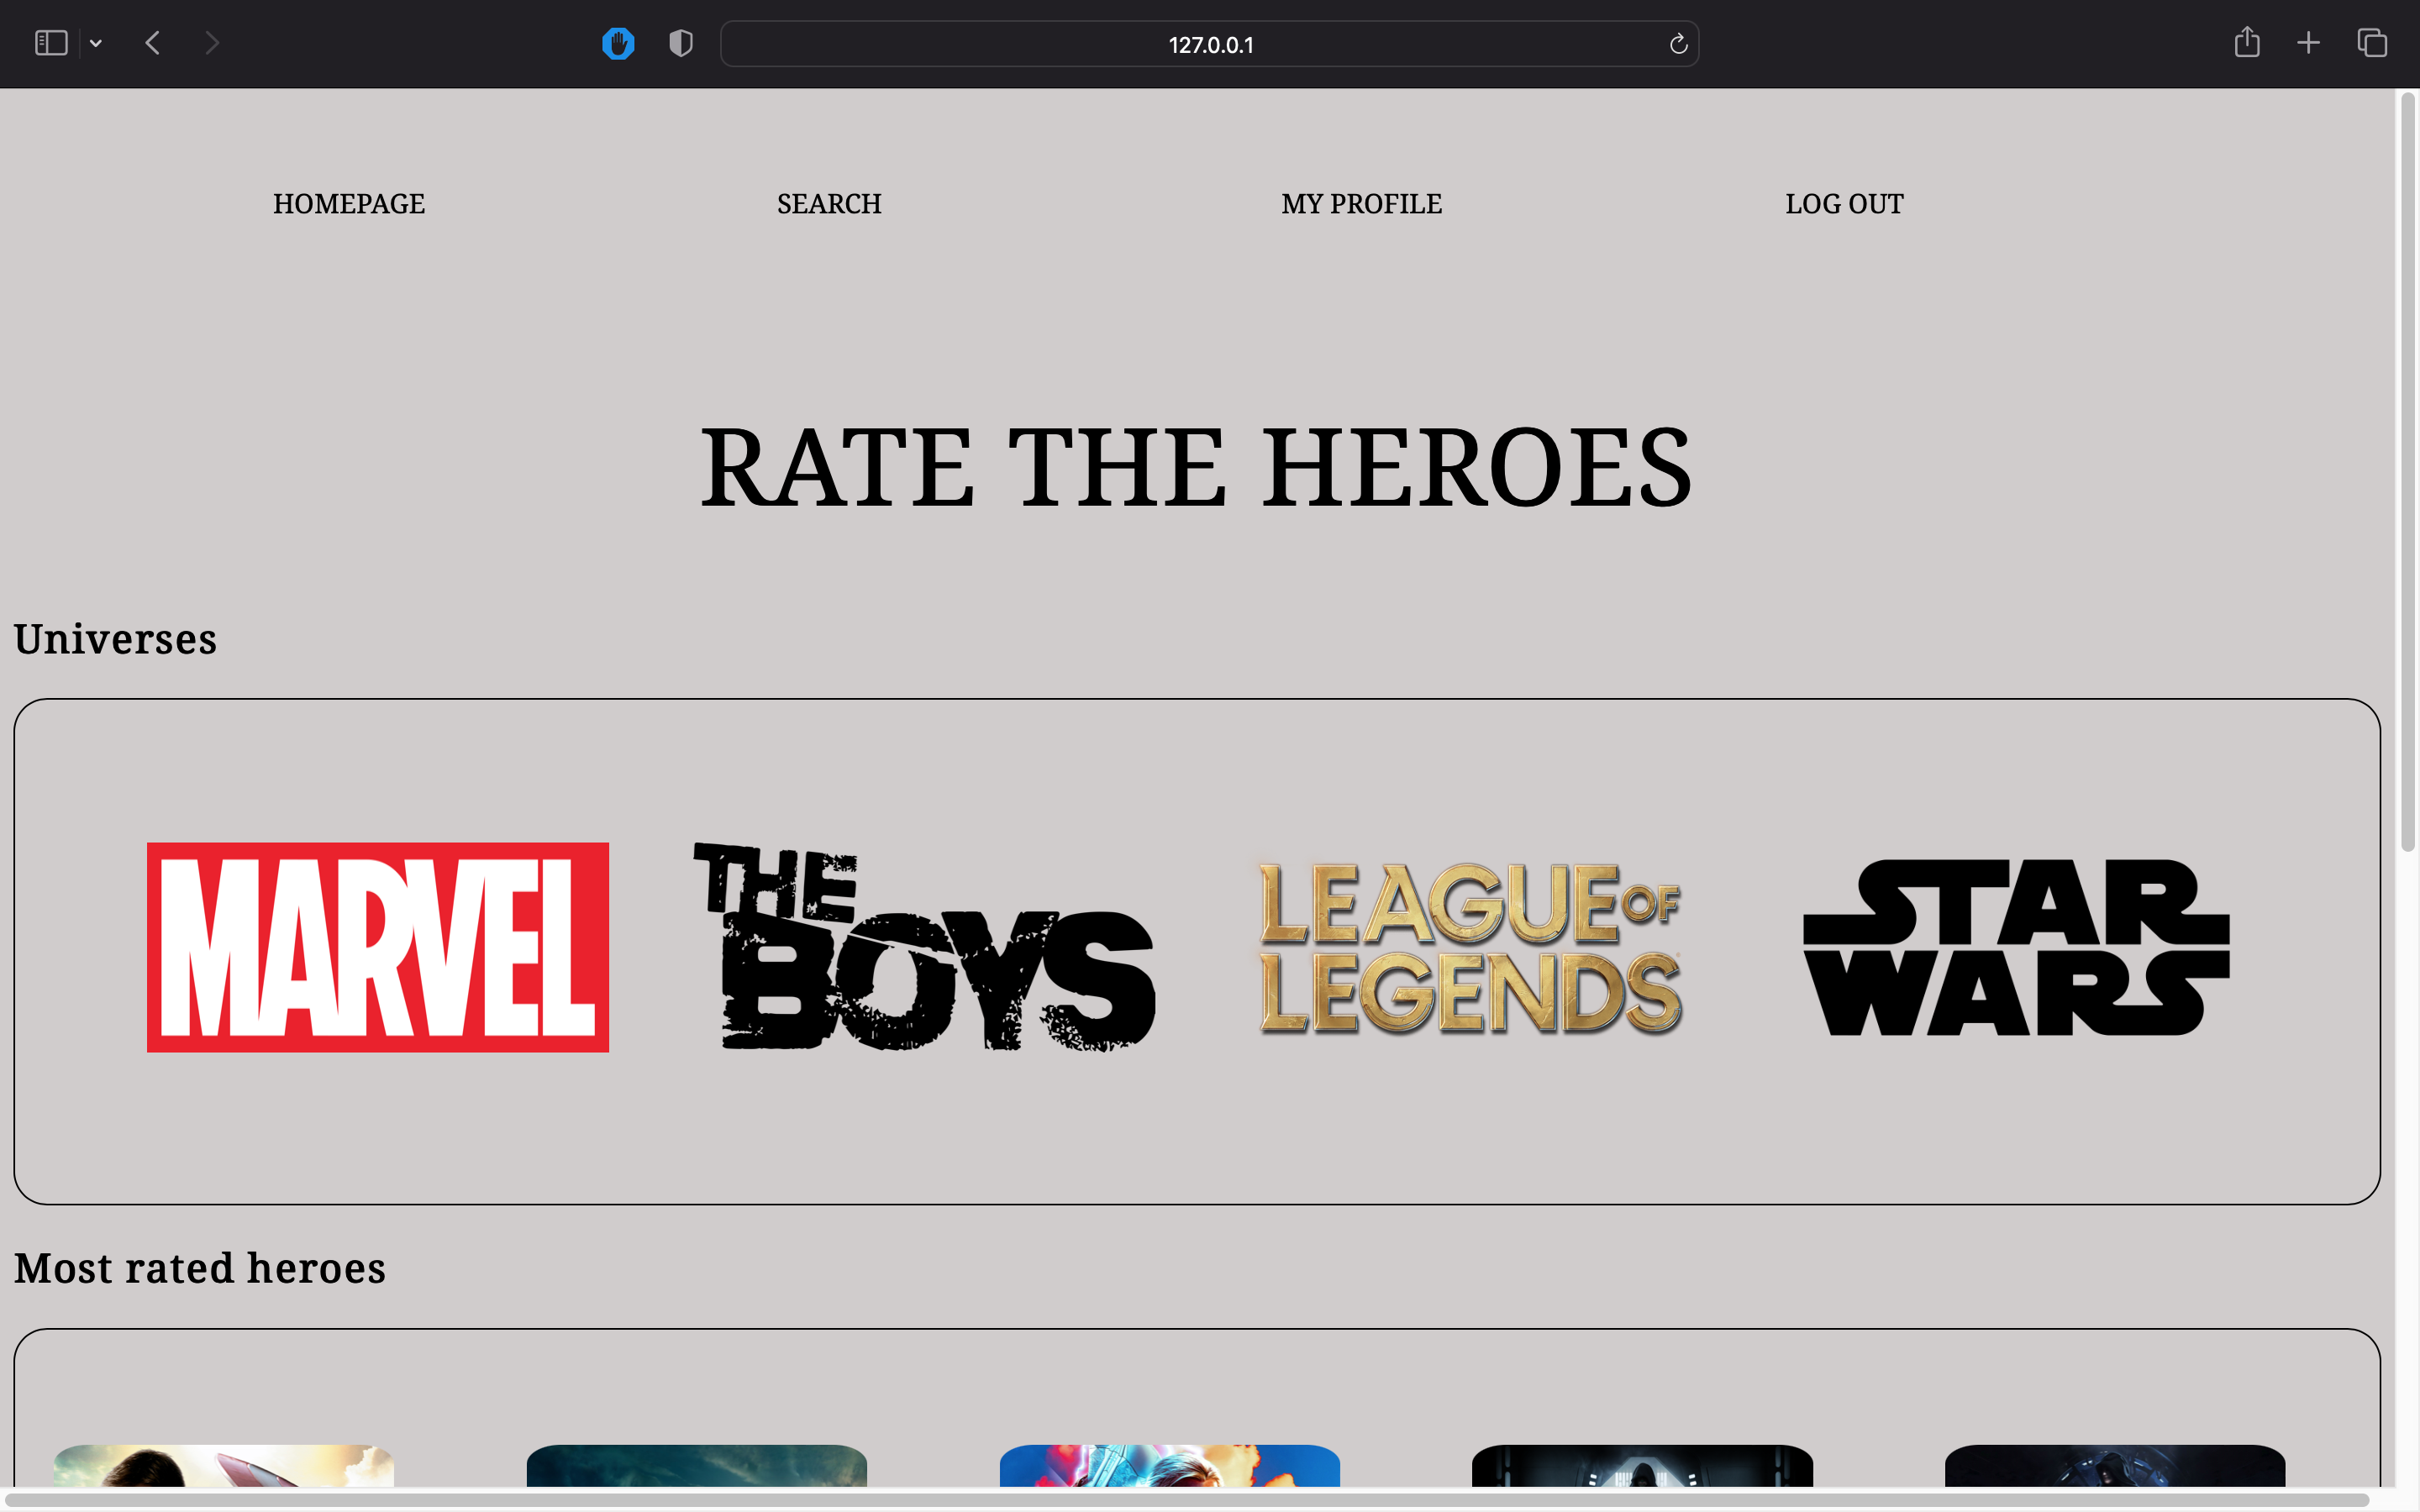 127.0.0.1
HOMEPAGE SEARCH MY PROFILE LOG OUT
RATE THE HEROES
Universes
MARVEL
THE
BOYS
LEAGUE OF
LEGENDS
STAR
WARS
Most rated heroes